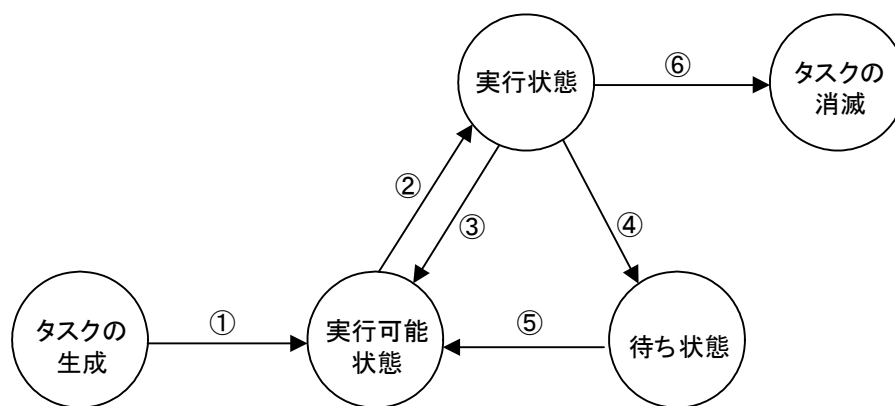 実行状態
⑥
タスクの
消滅
②
③
④
タスクの
生成
①
実行可能
状態
⑤
待ち状態